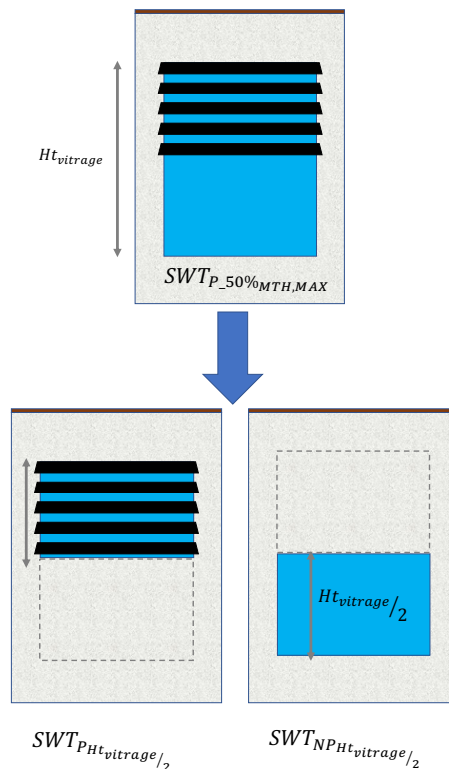 Ht_vitrage
SWT_P_50%_MTH,MAX
Ht_vitrage/2
SWT_P_Ht_vitrage/2
SWT_NP_Ht_vitrage/2